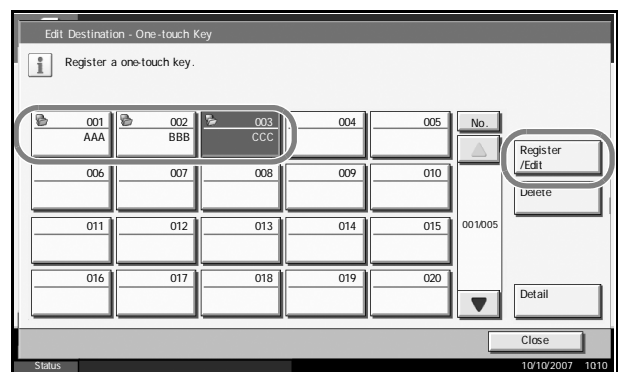 Edit Destination - One-touch Key
Register a one-touch key.
001 002 003 004 005 No.
AAA BBB CCC
Register
/Edit
006 007 008 009 010
Delete
011 012 013 014 015 001/005
016 017 018 019 020
Detail
Close
Status 10/10/2007 10:10